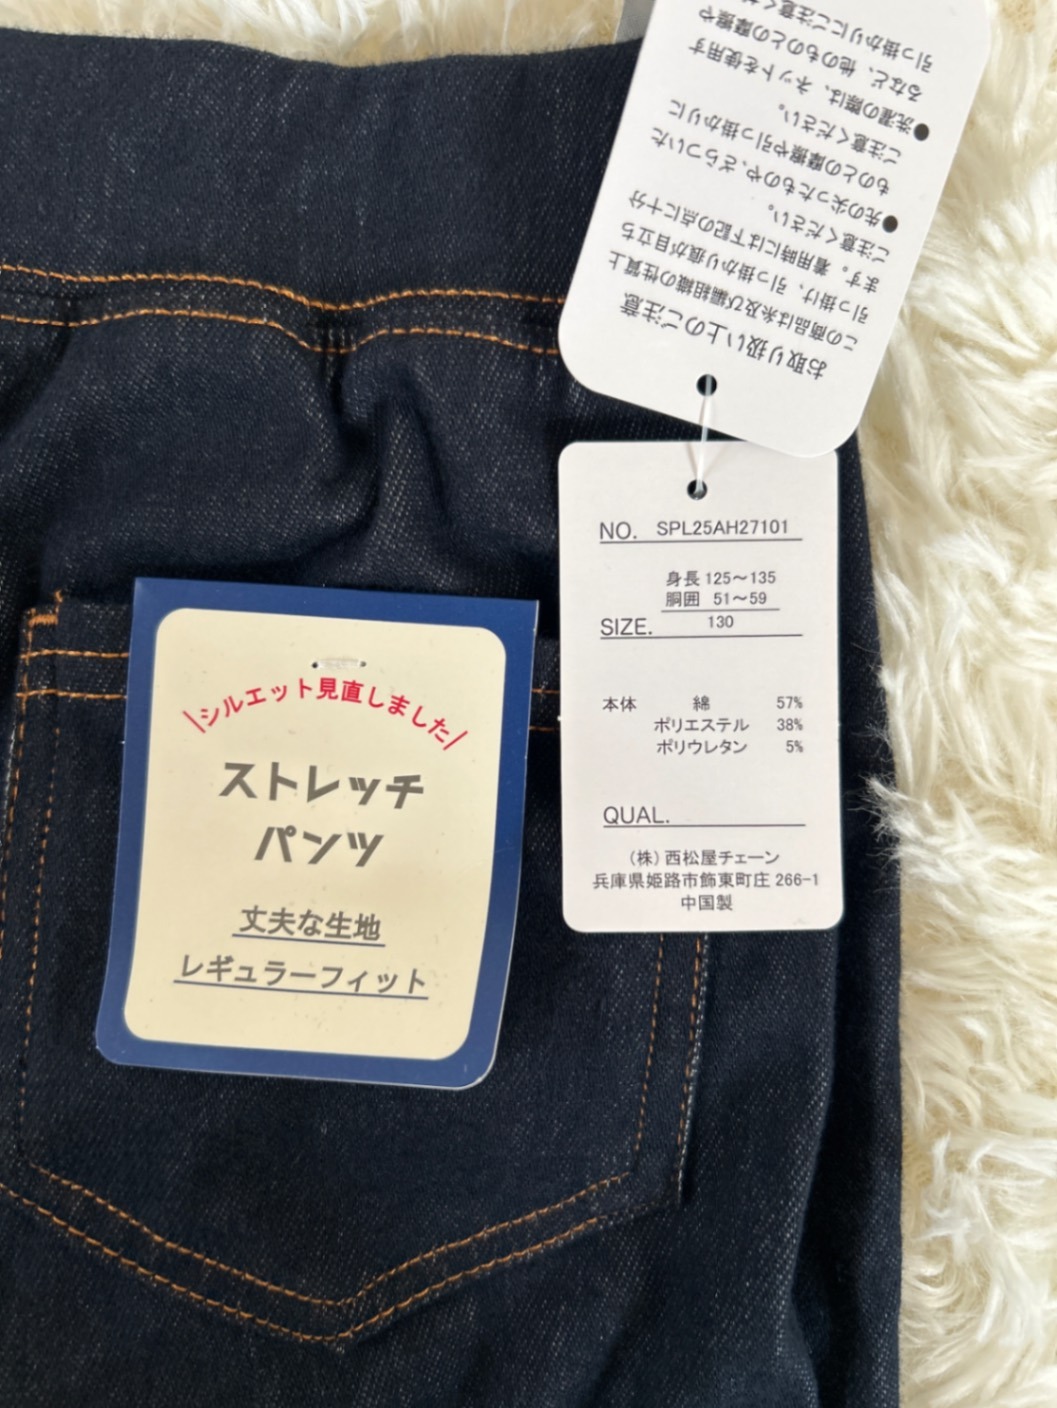 お取り扱い上のご注意
この商品は糸及び編組織の性質上
引っ掛け、引っ掛かり痕が目立ち
ます。着用時には下記の点に十分
ご注意ください。
●先の尖ったものや、ざらついた
ものとの摩擦や引っ掛かりに
ご注意ください。
●洗濯の際は、ネットを使用す
るなど、他のものとの摩擦や
引っ掛かりにご注意く
NO. SPL25AH27101
身長 125～135
胴囲 51～59
SIZE. 130
本体 綿 57%
ポリエステル 38%
ポリウレタン 5%
QUAL.
(株) 西松屋チェーン
兵庫県姫路市飾東町庄 266-1
中国製
\シルエット見直しました/
ストレッチ
パンツ
丈夫な生地
レギュラーフィット